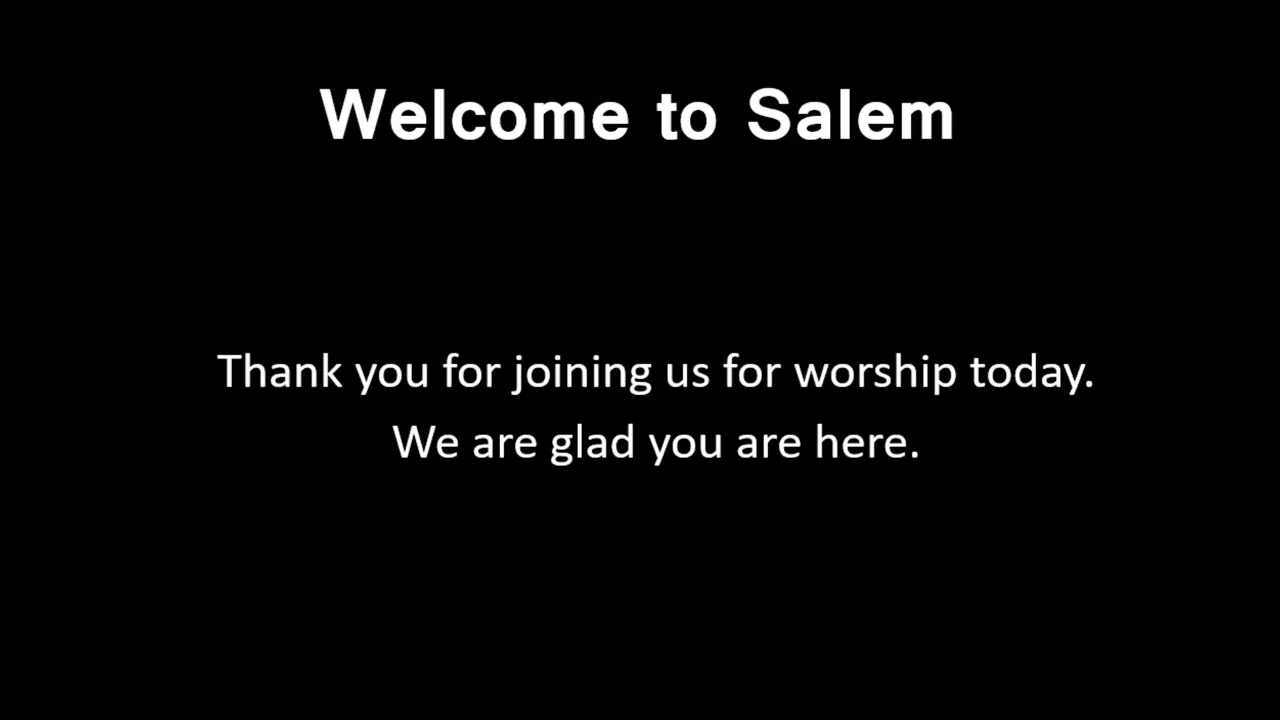 Welcome to Salem
Thank you for joining us for worship today.
We are glad you are here.